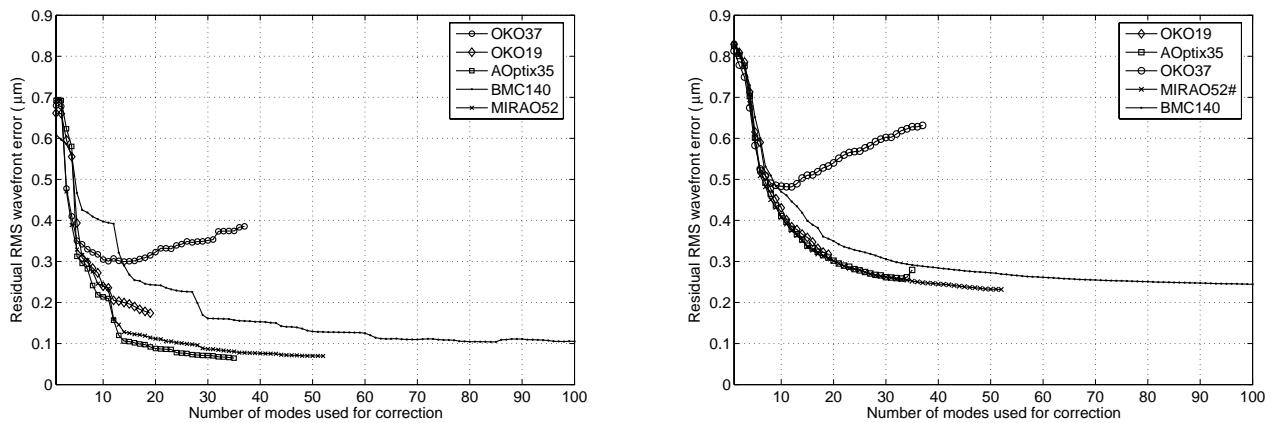 0.9
0.8
0.7
0.6
0.5
0.4
0.3
0.2
0.1
0
Residual RMS wavefront error ( μm)
10 20 30 40 50 60 70 80 90 100
Number of modes used for correction
OKO37
OKO19
AOptix35
BMC140
MIRAO52
0.9
0.8
0.7
0.6
0.5
0.4
0.3
0.2
0.1
0
Residual RMS wavefront error ( μm)
10 20 30 40 50 60 70 80 90 100
Number of modes used for correction
OKO19
AOptix35
OKO37
MIRAO52#
BMC140